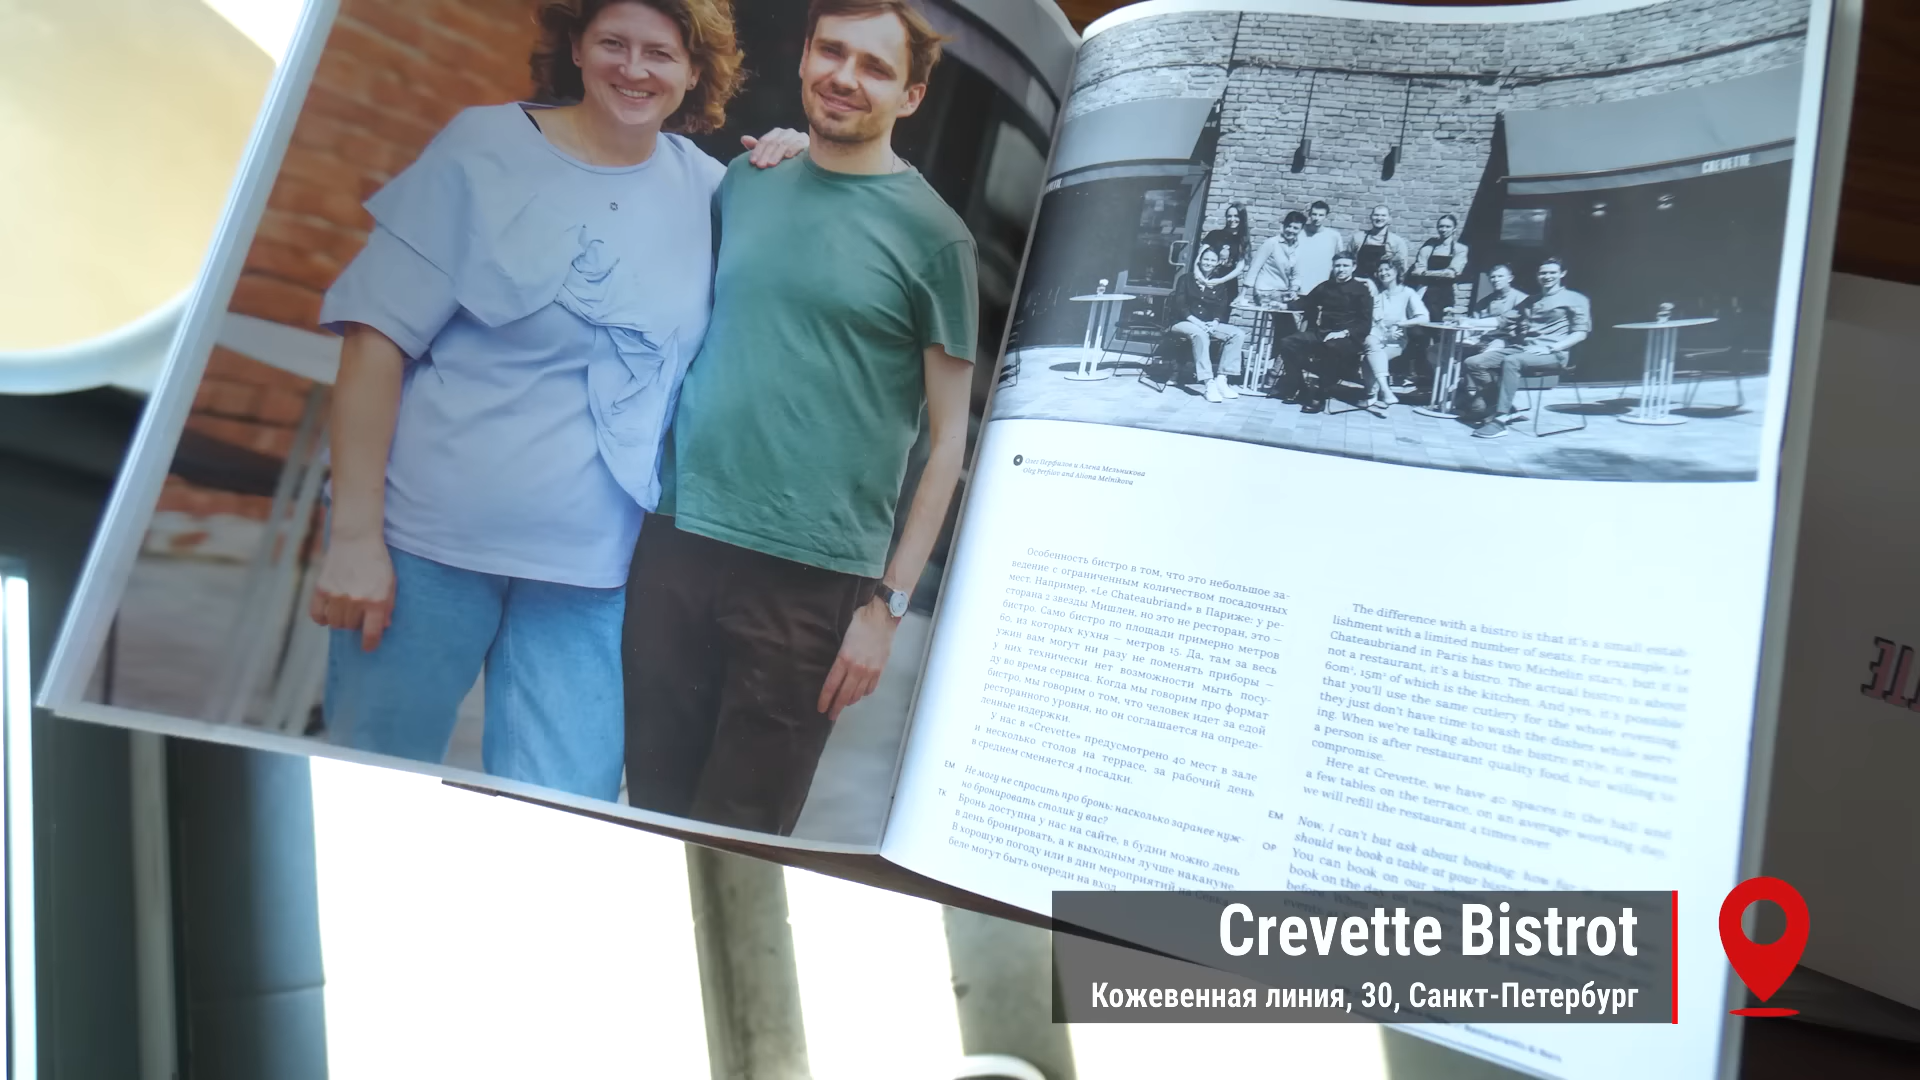 CREVETTE
Олег Перфилов и Алена Мельникова
Oleg Perfilov and Alyona Melnikova
Особенность бистро в том, что это небольшое за-
ведение с ограниченным количеством посадочных
мест. Например, «Le Chateaubriand» в Париже: у ре-
сторана 2 звезды Мишлен, но это не ресторан, это —
бистро. Само бистро по площади примерно метров
60, из которых кухня — метров 15. Да, там за весь
ужин вам могут ни разу не поменять приборы —
у них технически нет возможности мыть посу-
ду во время сервиса. Когда мы говорим про формат
бистро, мы говорим о том, что человек идет за едой
ресторанного уровня, но он соглашается на опреде-
ленные издержки.
У нас в «Crevette» предусмотрено 40 мест в зале
и несколько столов на террасе, за рабочий день
в среднем сменяется 4 посадки.
ЕМ
Не могу не спросить про бронь: насколько заранее нуж-
но бронировать столик у вас?
ТК
Бронь доступна у нас на сайте, в будни можно день
в день бронировать, а к выходным лучше накануне.
В хорошую погоду или в дни мероприятий на
беле могут быть очереди на вход
The difference with a bistro is that it's a small estab-
lishment with a limited number of seats. For example, Le
Chateaubriand in Paris has two Michelin stars, but it is
not a restaurant, it's a bistro. The actual bistro is about
60m², 15m² of which is the kitchen. And yes, it's possible
that you'll use the same cutlery for the whole evening,
they just don't have time to wash the dishes while serv-
ing. When we're talking about the bistro style, it means
a person is after restaurant quality food, but willing to
compromise.
Here at Crevette, we have 40 spaces in the hall and
a few tables on the terrace, on an average working day,
we will refill the restaurant 4 times over
EM
Now, I can't but ask about booking: how far
should we book a table at your bistro
OP
You can book on our
book on the day
before. When
events
Crevette Bistrot
Кожевенная линия, 30, Санкт-Петербург